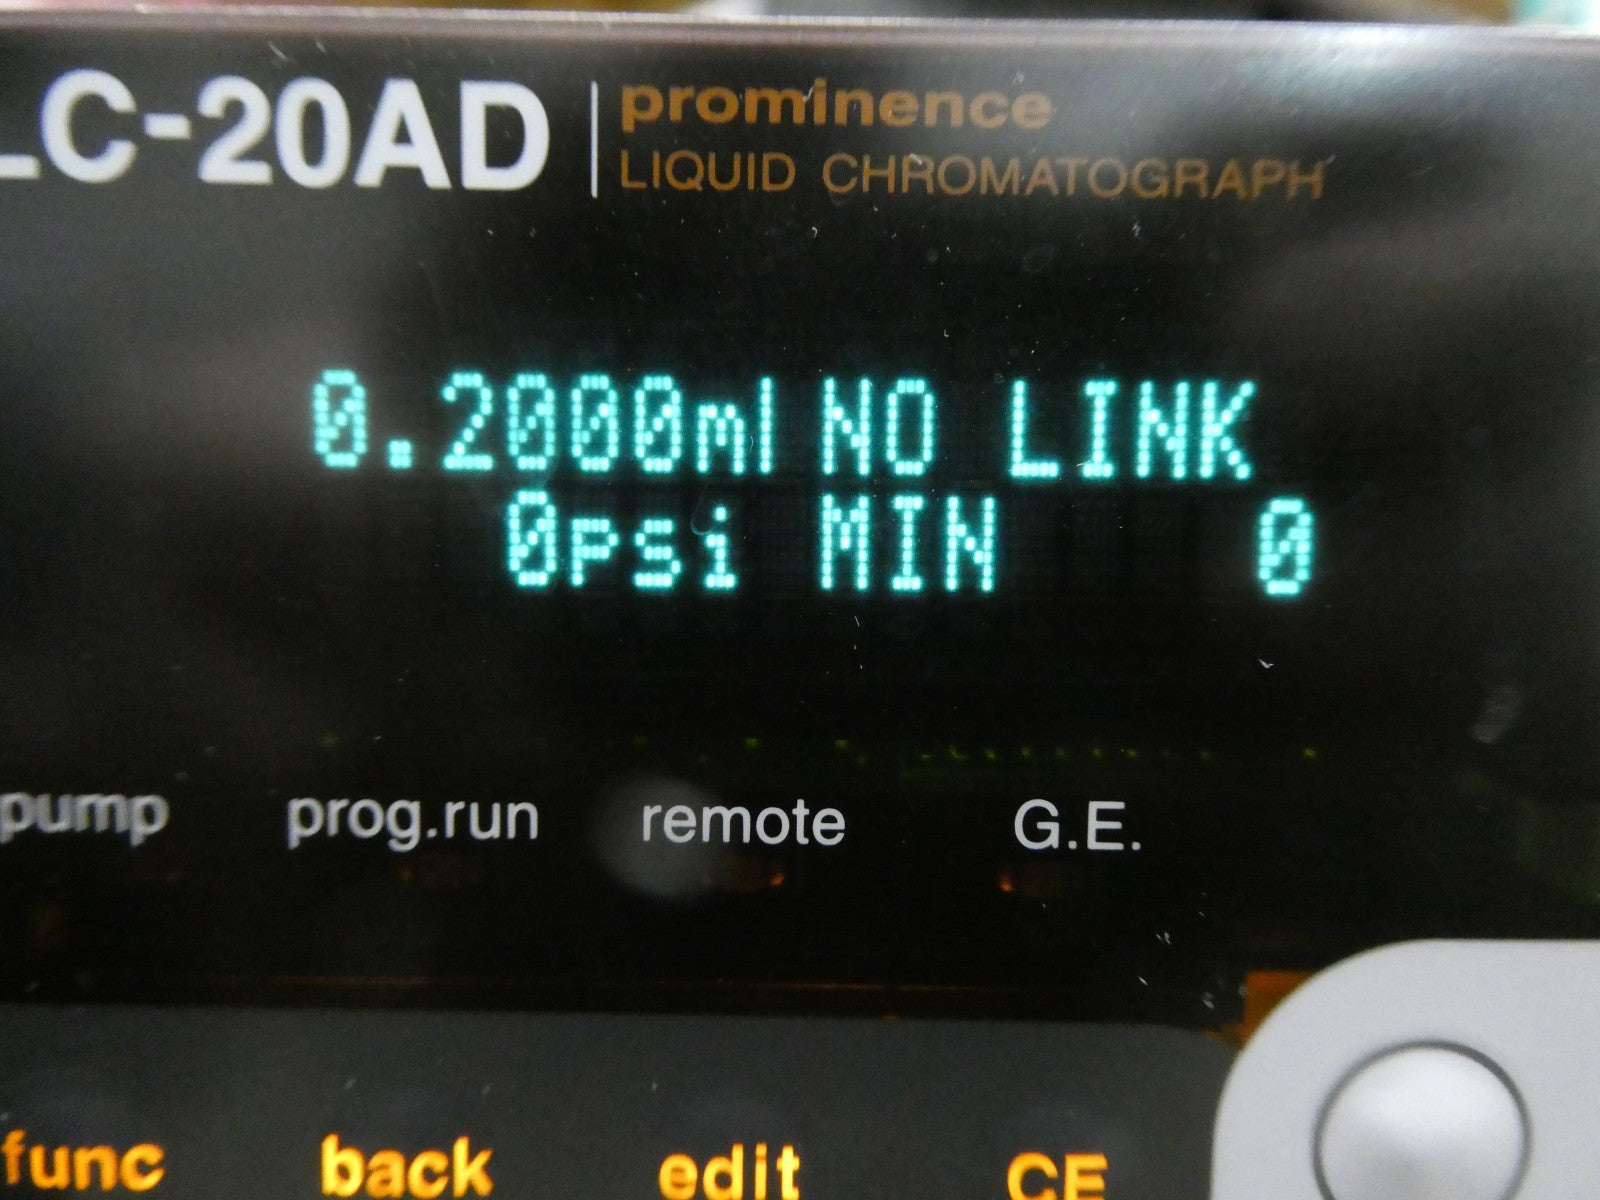 LC-20AD
prominence
LIQUID CHROMATOGRAPH
0.2000ml NO LINK
0psi MIN 0
pump prog.run remote G.E.
func back edit CE